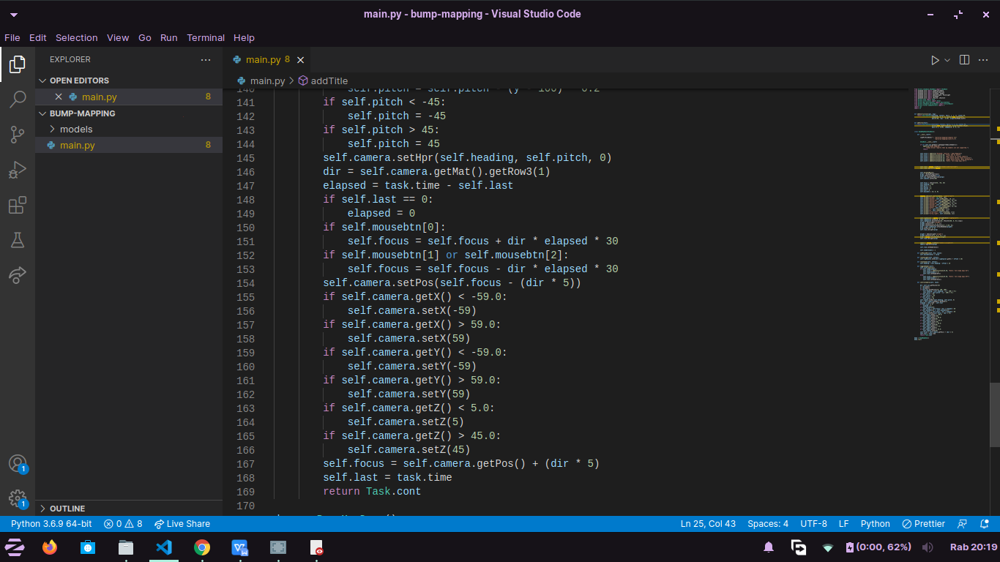 main.py - bump-mapping - Visual Studio Code
File Edit Selection View Go Run Terminal Help
EXPLORER
OPEN EDITORS
main.py 8
BUMP-MAPPING
models
main.py 8
OUTLINE
main.py 8
main.py > addTitle
141 if self.pitch < -45:
142 self.pitch = -45
143 if self.pitch > 45:
144 self.pitch = 45
145 self.camera.setHpr(self.heading, self.pitch, 0)
146 dir = self.camera.getMat().getRow3(1)
147 elapsed = task.time - self.last
148 if self.last == 0:
149 elapsed = 0
150 if self.mousebtn[0]:
151 self.focus = self.focus + dir * elapsed * 30
152 if self.mousebtn[1] or self.mousebtn[2]:
153 self.focus = self.focus - dir * elapsed * 30
154 self.camera.setPos(self.focus - (dir * 5))
155 if self.camera.getX() < -59.0:
156 self.camera.setX(-59)
157 if self.camera.getX() > 59.0:
158 self.camera.setX(59)
159 if self.camera.getY() < -59.0:
160 self.camera.setY(-59)
161 if self.camera.getY() > 59.0:
162 self.camera.setY(59)
163 if self.camera.getZ() < 5.0:
164 self.camera.setZ(5)
165 if self.camera.getZ() > 45.0:
166 self.camera.setZ(45)
167 self.focus = self.camera.getPos() + (dir * 5)
168 self.last = task.time
169 return Task.cont
170
1
1
Python 3.6.9 64-bit 0 8 Live Share Ln 25, Col 43 Spaces: 4 UTF-8 LF Python Prettier
(0:00, 62%) Rab 20:19